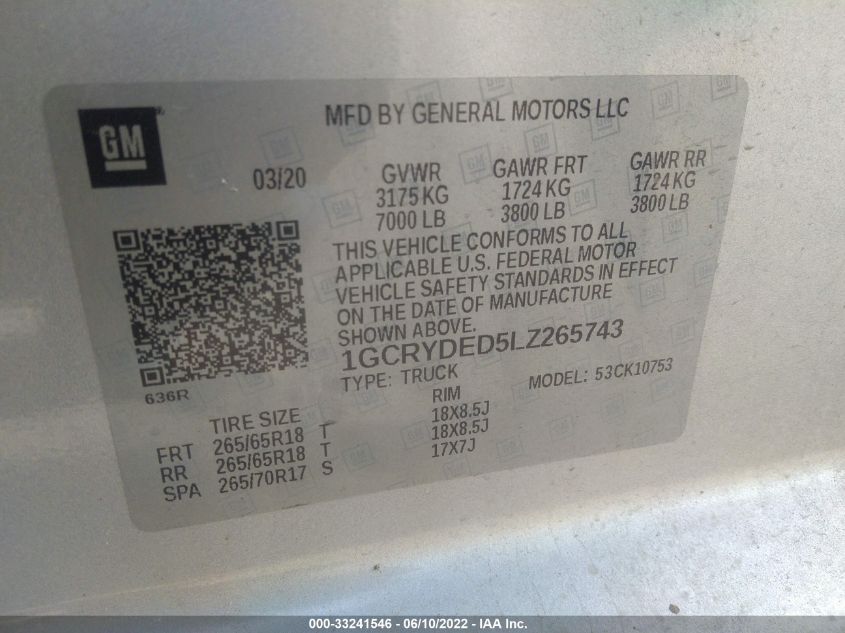 GM
MFD BY GENERAL MOTORS LLC
03/20
GVWR GAWR FRT GAWR RR
3175 KG 1724 KG 1724 KG
7000 LB 3800 LB 3800 LB
THIS VEHICLE CONFORMS TO ALL
APPLICABLE U.S. FEDERAL MOTOR
VEHICLE SAFETY STANDARDS IN EFFECT
ON THE DATE OF MANUFACTURE
SHOWN ABOVE.
1GCRYDED5LZ265743
TYPE: TRUCK MODEL: 53CK10753
636R
TIRE SIZE RIM
FRT 265/65R18 T 18X8.5J
RR 265/65R18 T 18X8.5J
SPA 265/70R17 S 17X7J
000-33241546 - 06/10/2022 - IAA Inc.